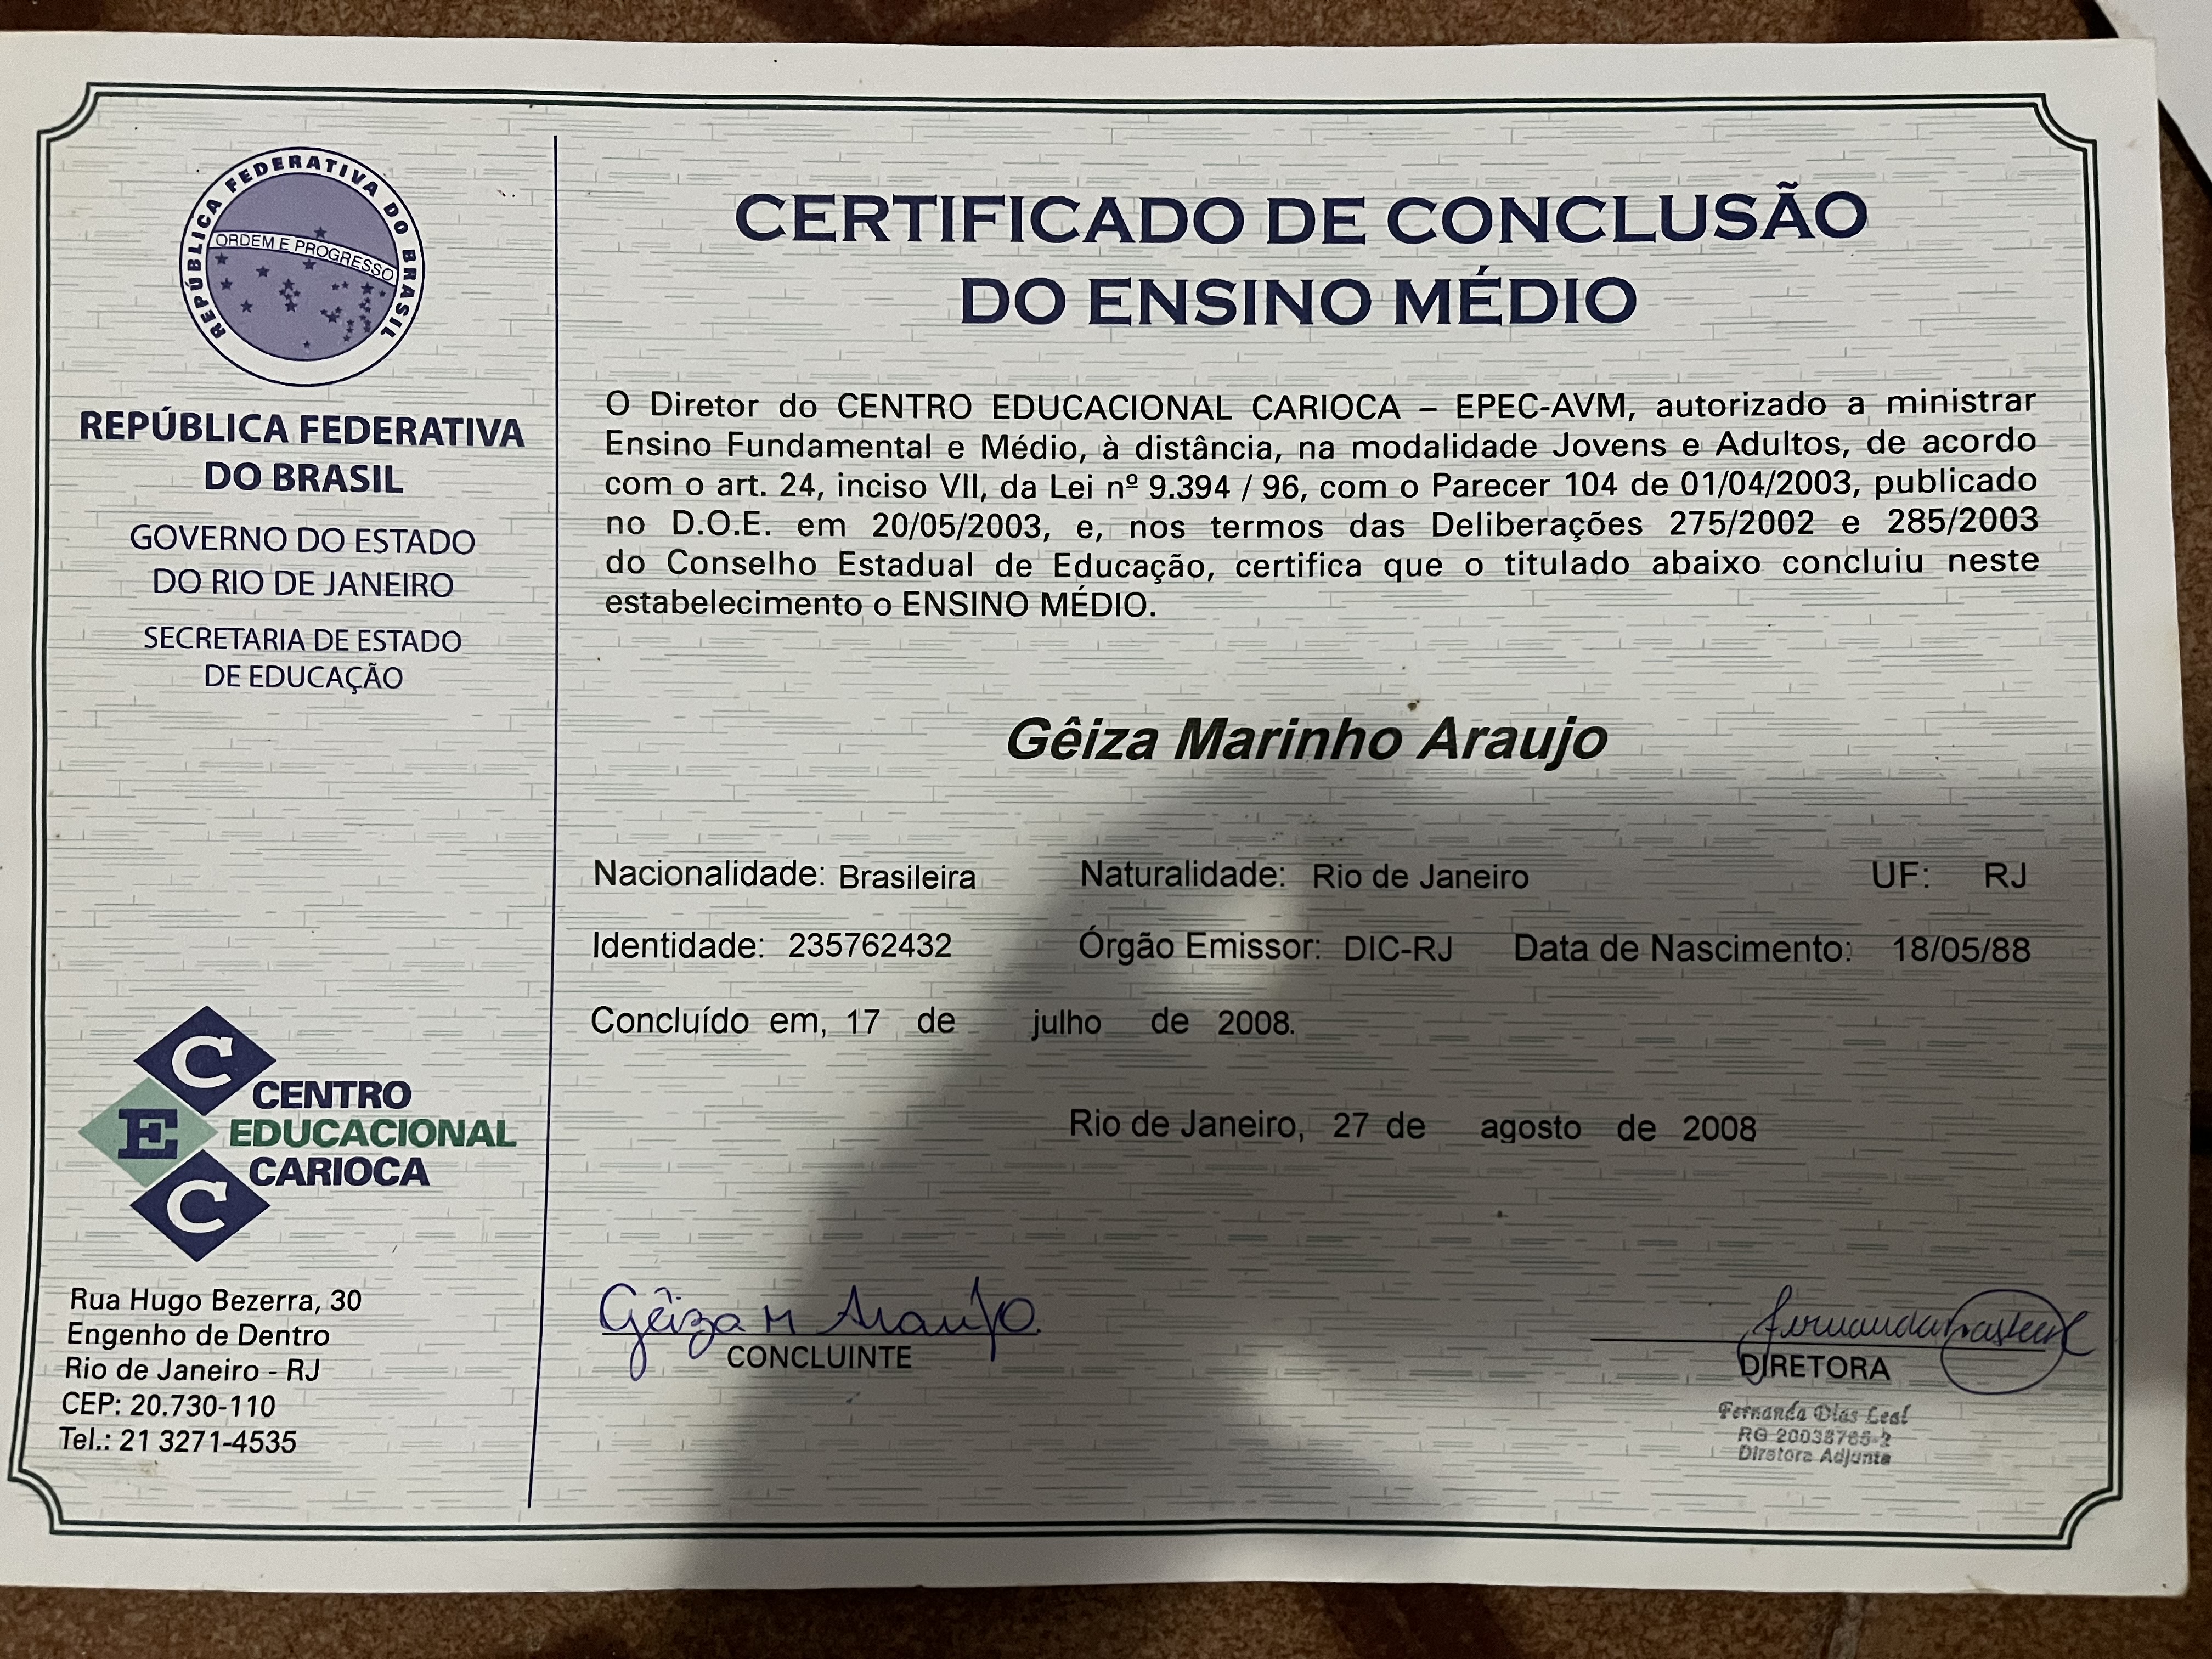 REPÚBLICA FEDERATIVA DO BRASIL
ORDEM E PROGRESSO
REPÚBLICA FEDERATIVA
DO BRASIL
GOVERNO DO ESTADO
DO RIO DE JANEIRO
SECRETARIA DE ESTADO
DE EDUCAÇÃO
C
E
C
CENTRO
EDUCACIONAL
CARIOCA
Rua Hugo Bezerra, 30
Engenho de Dentro
Rio de Janeiro - RJ
CEP: 20.730-110
Tel.: 21 3271-4535
CERTIFICADO DE CONCLUSÃO
DO ENSINO MÉDIO
O Diretor do CENTRO EDUCACIONAL CARIOCA – EPEC-AVM, autorizado a ministrar
Ensino Fundamental e Médio, à distância, na modalidade Jovens e Adultos, de acordo
com o art. 24, inciso VII, da Lei nº 9.394 / 96, com o Parecer 104 de 01/04/2003, publicado
no D.O.E. em 20/05/2003, e, nos termos das Deliberações 275/2002 e 285/2003
do Conselho Estadual de Educação, certifica que o titulado abaixo concluiu neste
estabelecimento o ENSINO MÉDIO.
Gêiza Marinho Araujo
Nacionalidade: Brasileira Naturalidade: Rio de Janeiro UF: RJ
Identidade: 235762432 Órgão Emissor: DIC-RJ Data de Nascimento: 18/05/88
Concluído em, 17 de julho de 2008.
Rio de Janeiro, 27 de agosto de 2008
Gêiza M Araujo
CONCLUINTE
DIRETORA
Fernanda Dias Leal
RG 20038765-2
Diretora Adjunta